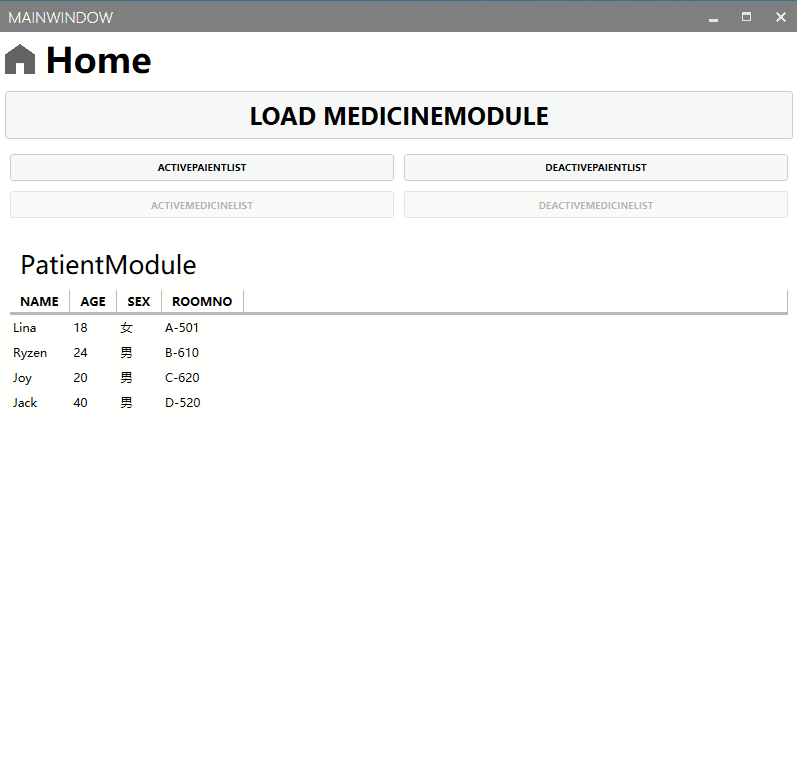 MAINWINDOW
Home
LOAD MEDICINEMODULE
ACTIVEPAIENTLIST DEACTIVEPAIENTLIST
ACTIVEMEDICINELIST DEACTIVEMEDICINELIST
PatientModule
NAME AGE SEX ROOMNO
Lina 18 女 A-501
Ryzen 24 男 B-610
Joy 20 男 C-620
Jack 40 男 D-520